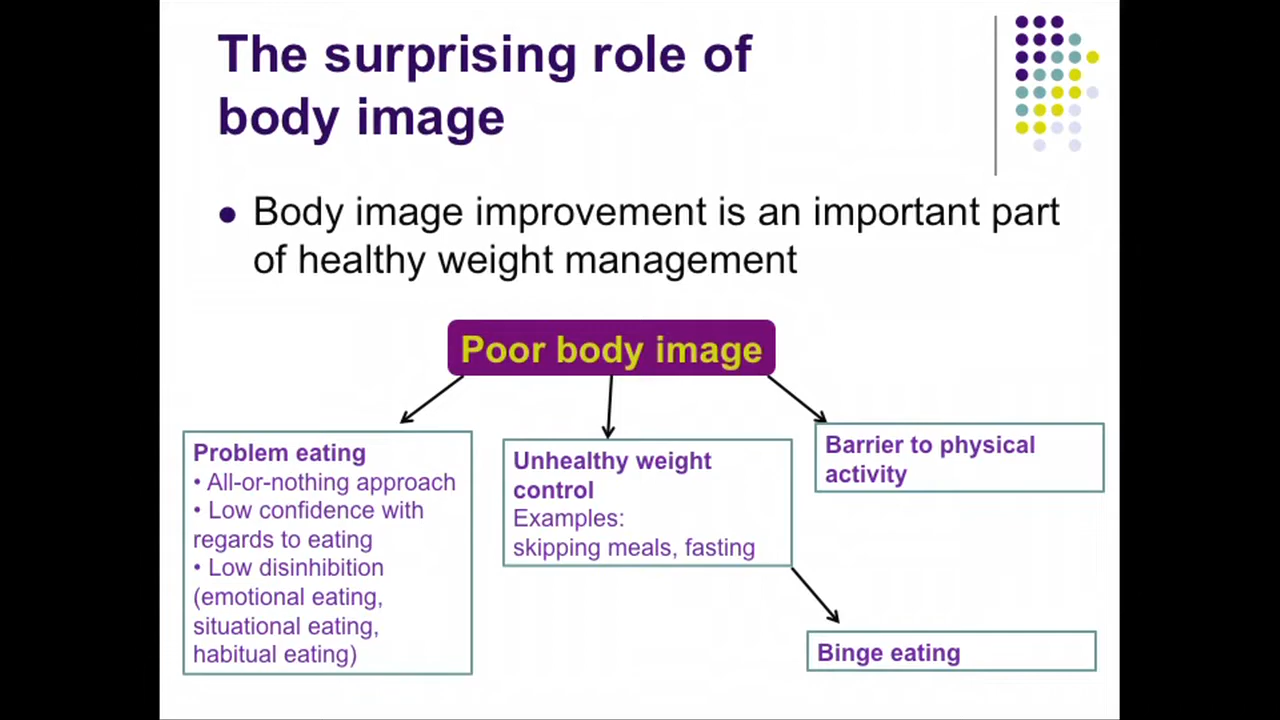 The surprising role of
body image
● Body image improvement is an important part
of healthy weight management
Poor body image
Problem eating
• All-or-nothing approach
• Low confidence with
regards to eating
• Low disinhibition
(emotional eating,
situational eating,
habitual eating)
Unhealthy weight
control
Examples:
skipping meals, fasting
Barrier to physical
activity
Binge eating